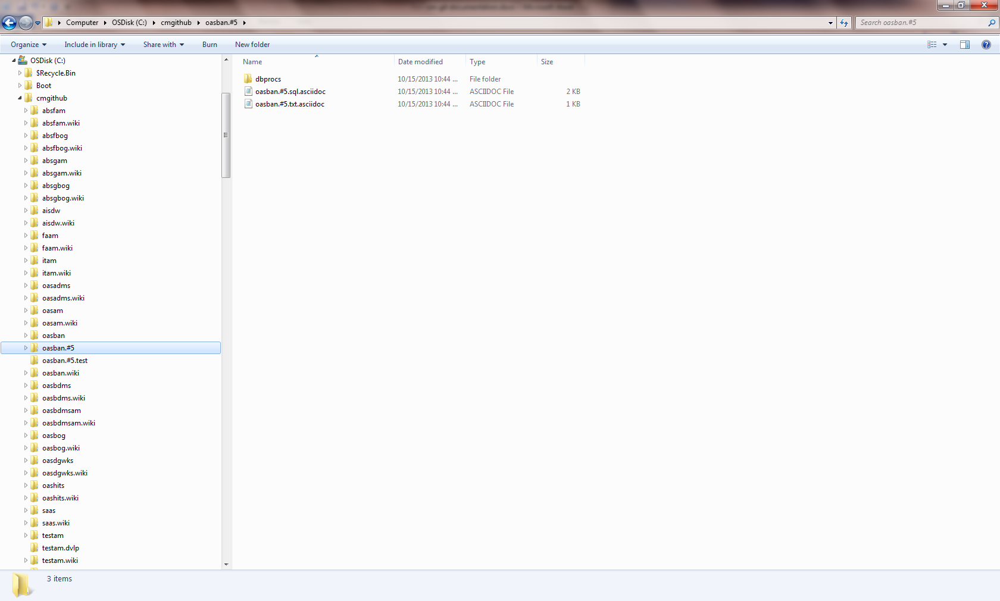 Computer OSDisk (C:) cmgithub oasban.#5
Search oasban.#5
Organize Include in library Share with Burn New folder
OSDisk (C:)
$Recycle.Bin
Boot
cmgithub
absfam
absfam.wiki
absfbog
absfbog.wiki
absgam
absgam.wiki
absgbog
absgbog.wiki
aisdw
aisdw.wiki
faam
faam.wiki
itam
itam.wiki
oasadms
oasadms.wiki
oasam
oasam.wiki
oasban
oasban.#5
oasban.#5.test
oasban.wiki
oasbdms
oasbdms.wiki
oasbdmsam
oasbdmsam.wiki
oasbog
oasbog.wiki
oasdgwks
oasdgwks.wiki
oashits
oashits.wiki
saas
saas.wiki
testam
testam.dvlp
testam.wiki
Name Date modified Type Size
dbprocs 10/15/2013 10:44 ... File folder
oasban.#5.sql.asciidoc 10/15/2013 10:44 ... ASCIIDOC File 2 KB
oasban.#5.txt.asciidoc 10/15/2013 10:44 ... ASCIIDOC File 1 KB
3 items